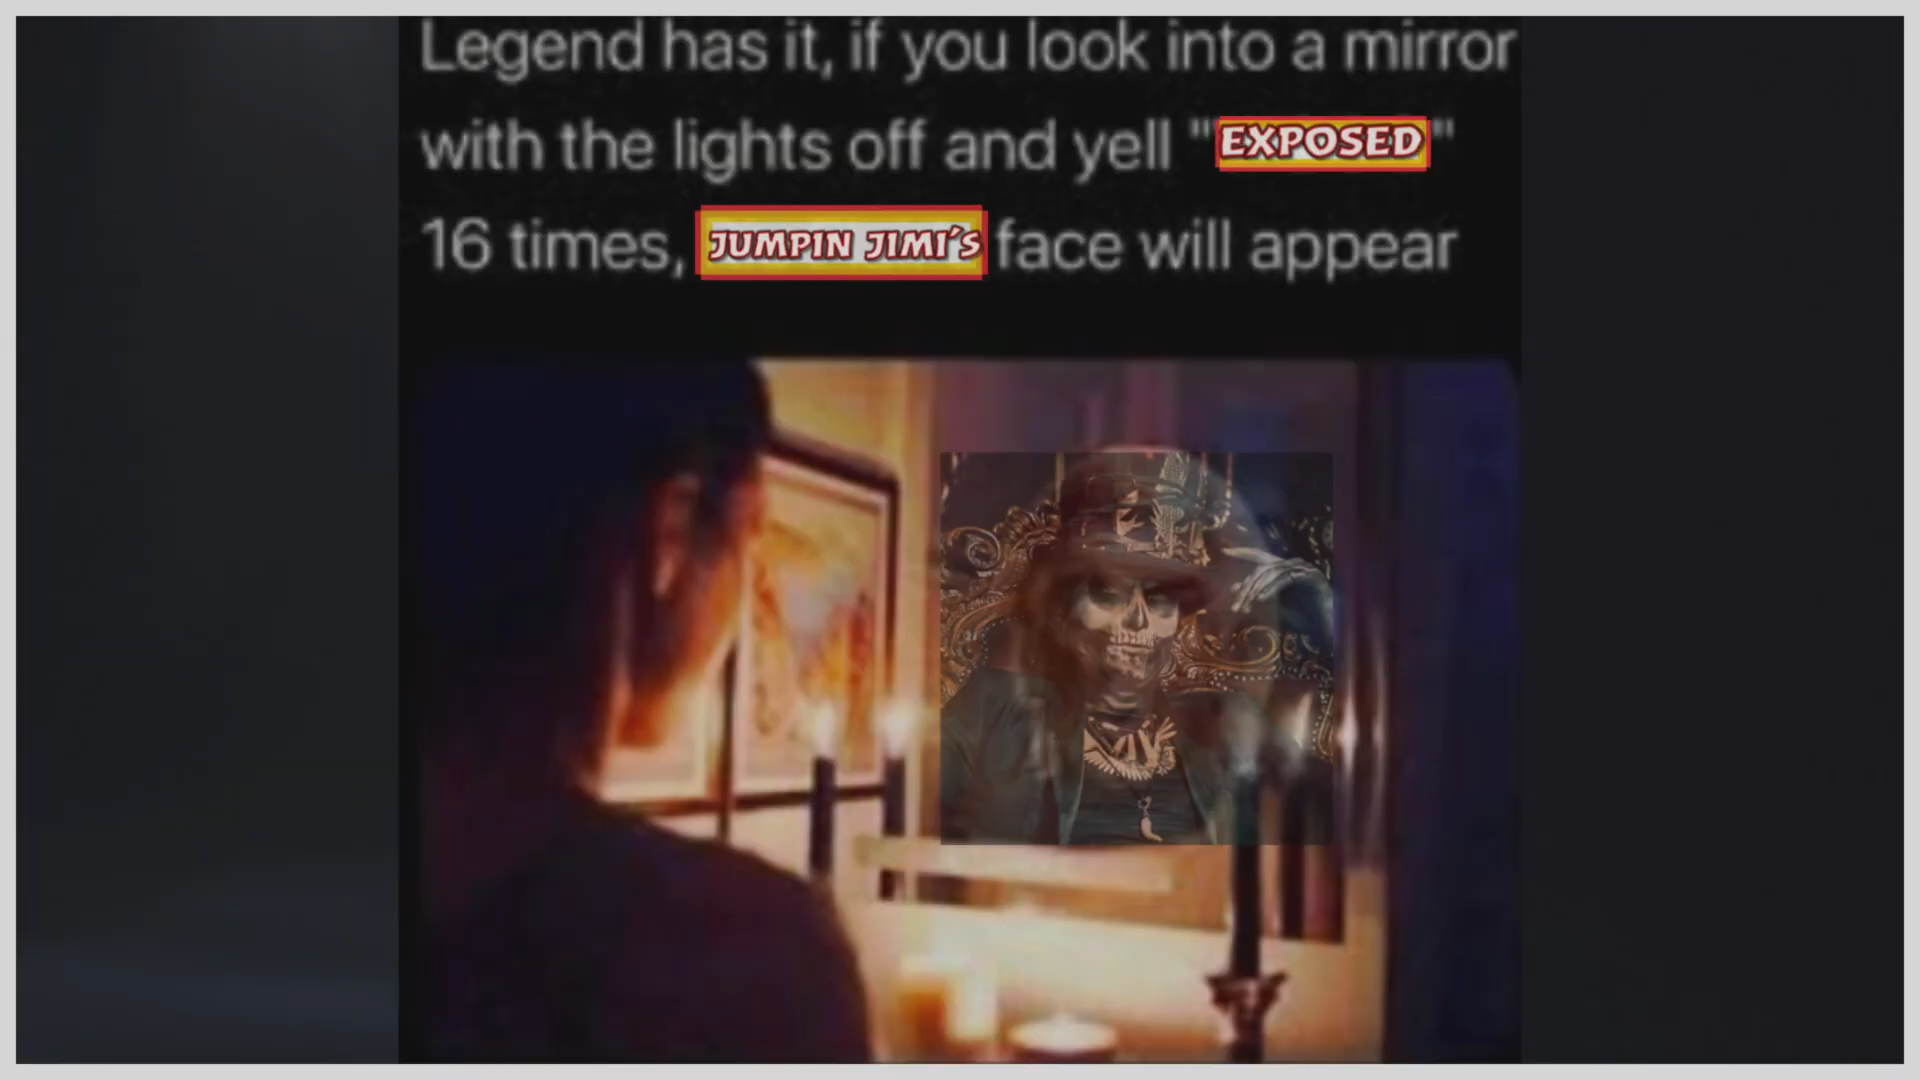 Legend has it, if you look into a mirror
with the lights off and yell "EXPOSED"
16 times, JUMPIN JIMI´s face will appear